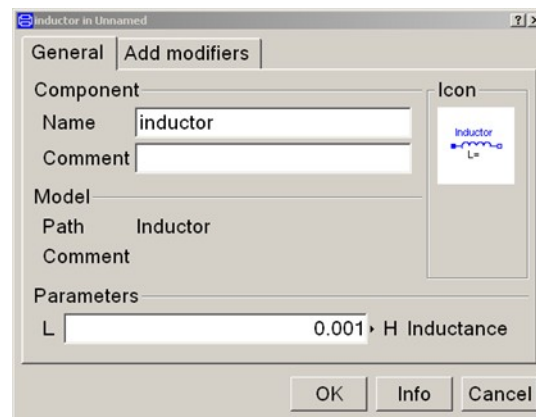 inductor in Unnamed
General Add modifiers
Component
Icon
Name inductor
Comment
Inductor
L=
Model
Path Inductor
Comment
Parameters
L 0.001 H Inductance
OK Info Cancel